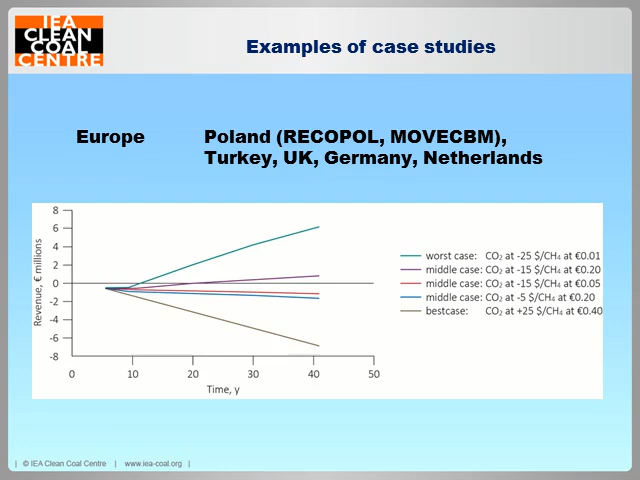 IEA
CLEAN
COAL
CENTRE
Examples of case studies
Europe Poland (RECOPOL, MOVECBM),
Turkey, UK, Germany, Netherlands
Revenue, € millions
8
6
4
2
0
-2
-4
-6
-8
0 10 20 30 40 50
Time, y
worst case: CO₂ at -25 $/CH₄ at €0.01
middle case: CO₂ at -15 $/CH₄ at €0.20
middle case: CO₂ at -15 $/CH₄ at €0.05
middle case: CO₂ at -5 $/CH₄ at €0.20
bestcase: CO₂ at +25 $/CH₄ at €0.40
| © IEA Clean Coal Centre | www.iea-coal.org |